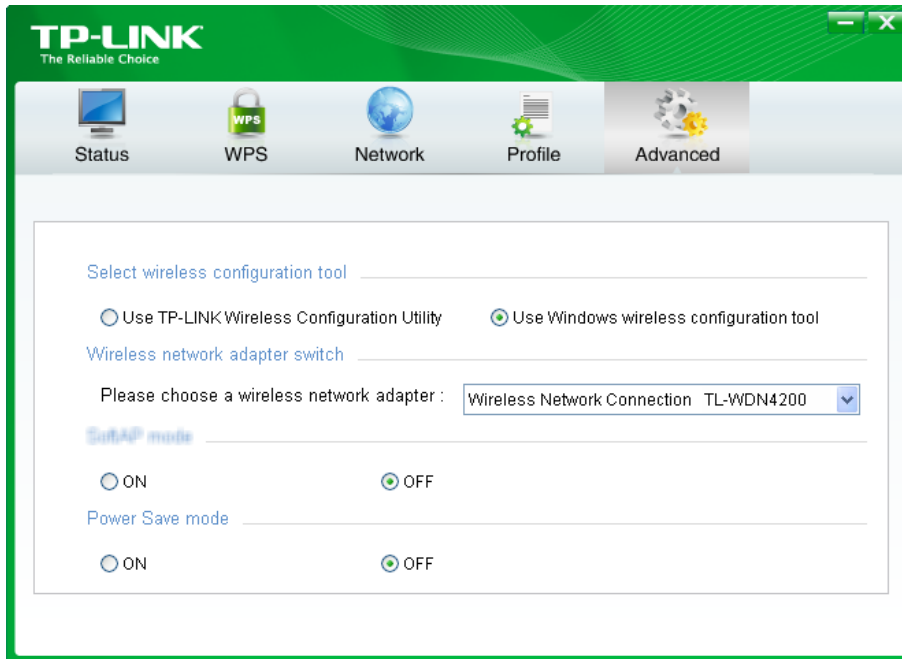 TP-LINK
The Reliable Choice
Status
WPS
WPS
Network
Profile
Advanced
Select wireless configuration tool
Use TP-LINK Wireless Configuration Utility
Use Windows wireless configuration tool
Wireless network adapter switch
Please choose a wireless network adapter :
Wireless Network Connection TL-WDN4200
SoftAP mode
ON
OFF
Power Save mode
ON
OFF